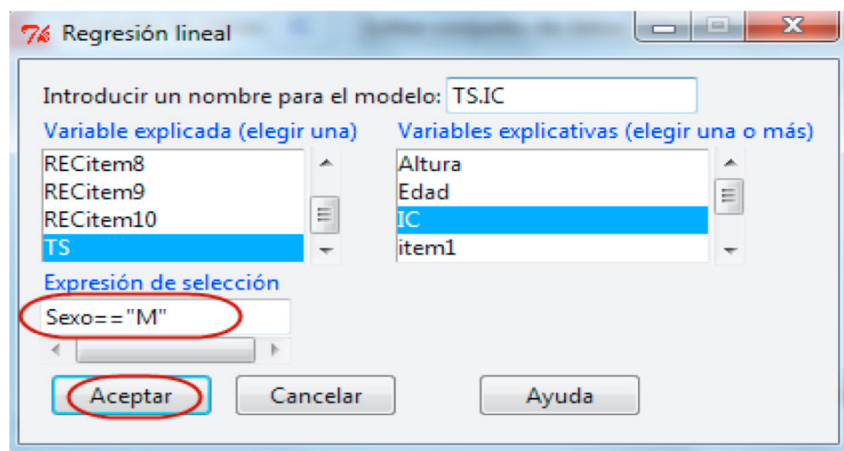 Regresión lineal
Introducir un nombre para el modelo: TS.IC
Variable explicada (elegir una)
Variables explicativas (elegir una o más)
RECitem8
RECitem9
RECitem10
TS
Altura
Edad
IC
item1
Expresión de selección
Sexo=="M"
Aceptar
Cancelar
Ayuda